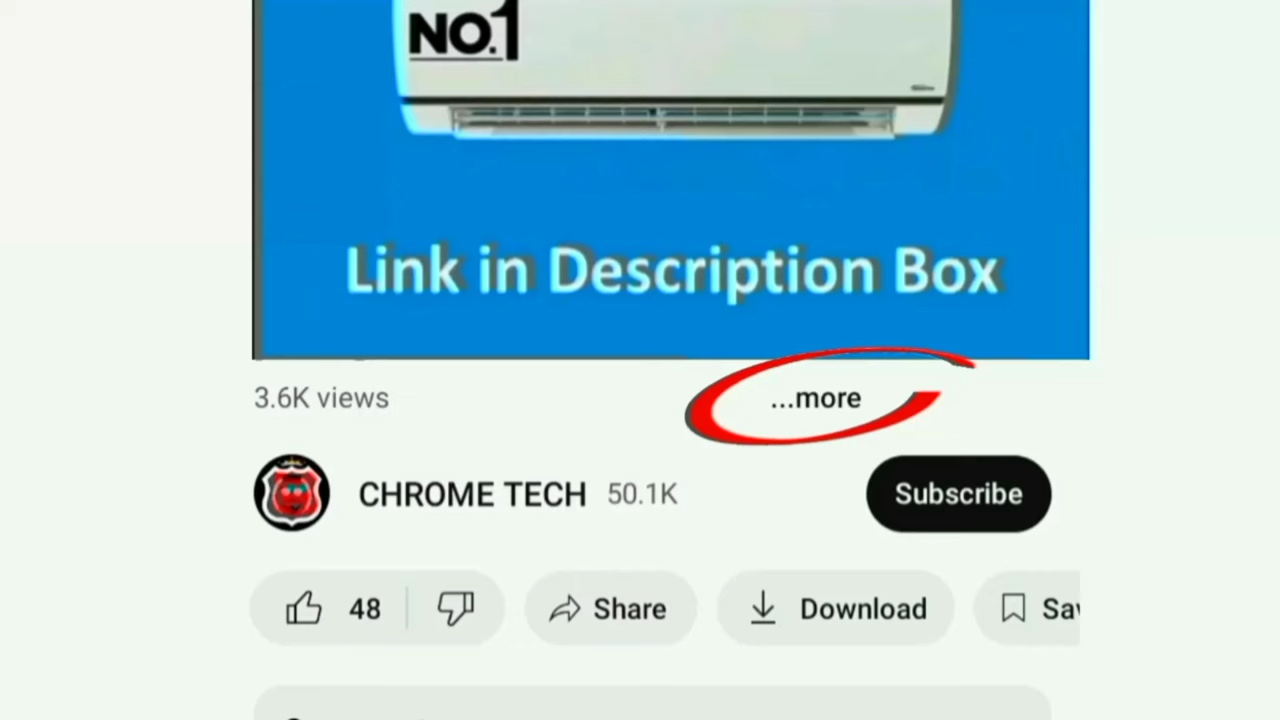 NO.1
Link in Description Box
3.6K views
...more
CHROME TECH 50.1K
Subscribe
48
Share
Download